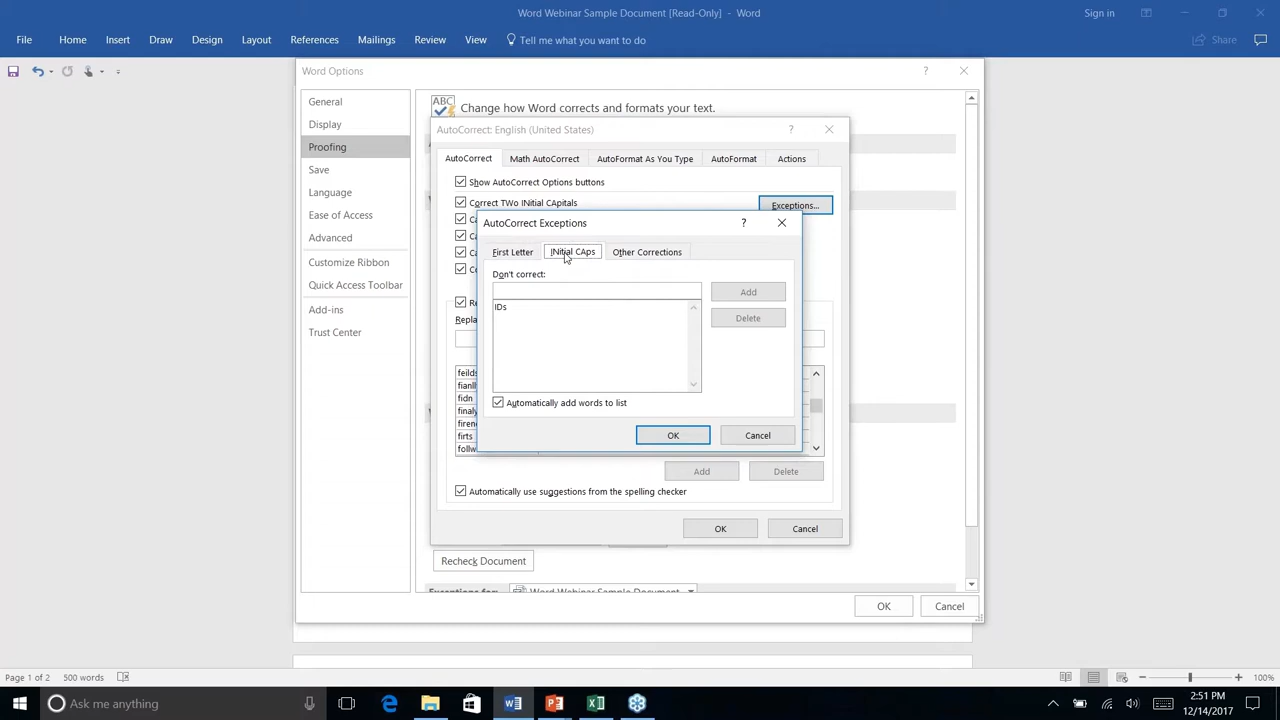 Word Webinar Sample Document [Read-Only] - Word
Sign in
File Home Insert Draw Design Layout References Mailings Review View Tell me what you want to do Share
Word Options
General
Display
Proofing
Save
Language
Ease of Access
Advanced
Customize Ribbon
Quick Access Toolbar
Add-ins
Trust Center
ABC
Change how Word corrects and formats your text.
AutoCorrect: English (United States)
AutoCorrect Math AutoCorrect AutoFormat As You Type AutoFormat Actions
Show AutoCorrect Options buttons
Correct TWo INitial CApitals
Exceptions...
AutoCorrect Exceptions
First Letter INitial CAps Other Corrections
Don't correct:
Add
IDs
Delete
Automatically add words to list
OK Cancel
feilds
fianll
fidn
finaly
firts
follw
Add Delete
Automatically use suggestions from the spelling checker
OK Cancel
Recheck Document
Exceptions for: Word Webinar Sample Document
OK Cancel
Page 1 of 2 500 words
100%
Ask me anything
2:51 PM
12/14/2017